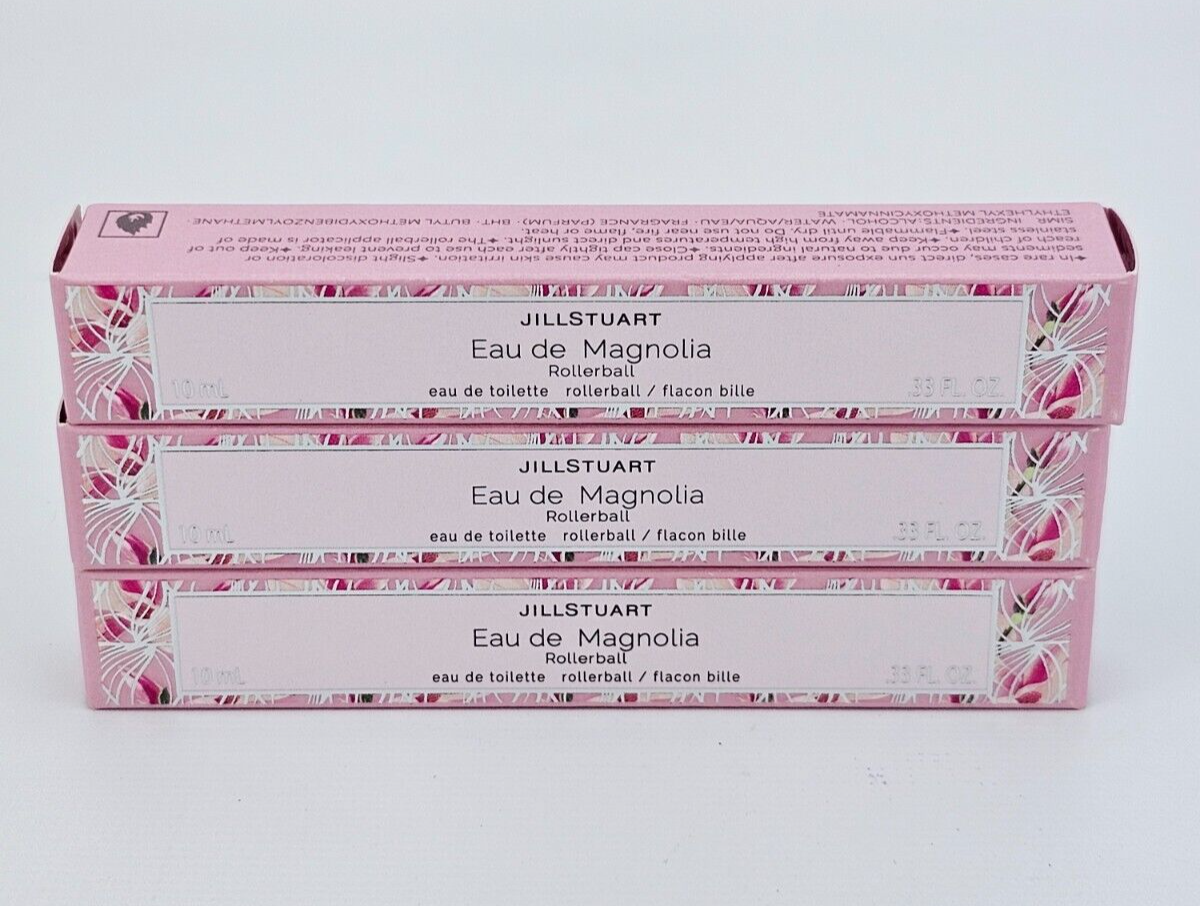 ✦In rare cases, direct sun exposure after applying product may cause skin irritation. ✦Slight discoloration or
sediments may occur due to natural ingredients. ✦Close cap tightly after each use to prevent leaking. ✦Keep out of
reach of children. ✦Keep away from high temperatures and direct sunlight. ✦The rollerball applicator is made of
stainless steel. ✦Flammable until dry. Do not use near fire, flame or heat.
SIMR INGREDIENTS: ALCOHOL · WATER/AQUA/EAU · FRAGRANCE (PARFUM) · BHT · BUTYL METHOXYDIBENZOYLMETHANE ·
ETHYLHEXYL METHOXYCINNAMATE
JILLSTUART
Eau de Magnolia
Rollerball
eau de toilette rollerball / flacon bille
10 mL .33 FL. OZ.
JILLSTUART
Eau de Magnolia
Rollerball
eau de toilette rollerball / flacon bille
10 mL .33 FL. OZ.
JILLSTUART
Eau de Magnolia
Rollerball
eau de toilette rollerball / flacon bille
10 mL .33 FL. OZ.